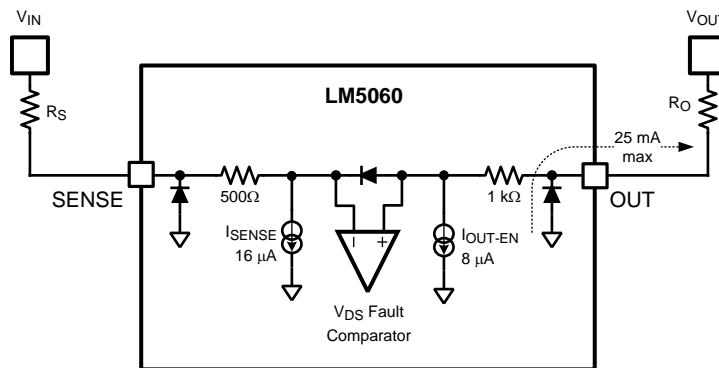 VIN
VOUT
RS
LM5060
RO
25 mA
max
SENSE
500Ω
1 kΩ
OUT
ISENSE
16 μA
IOUT-EN
8 μA
VDS Fault
Comparator